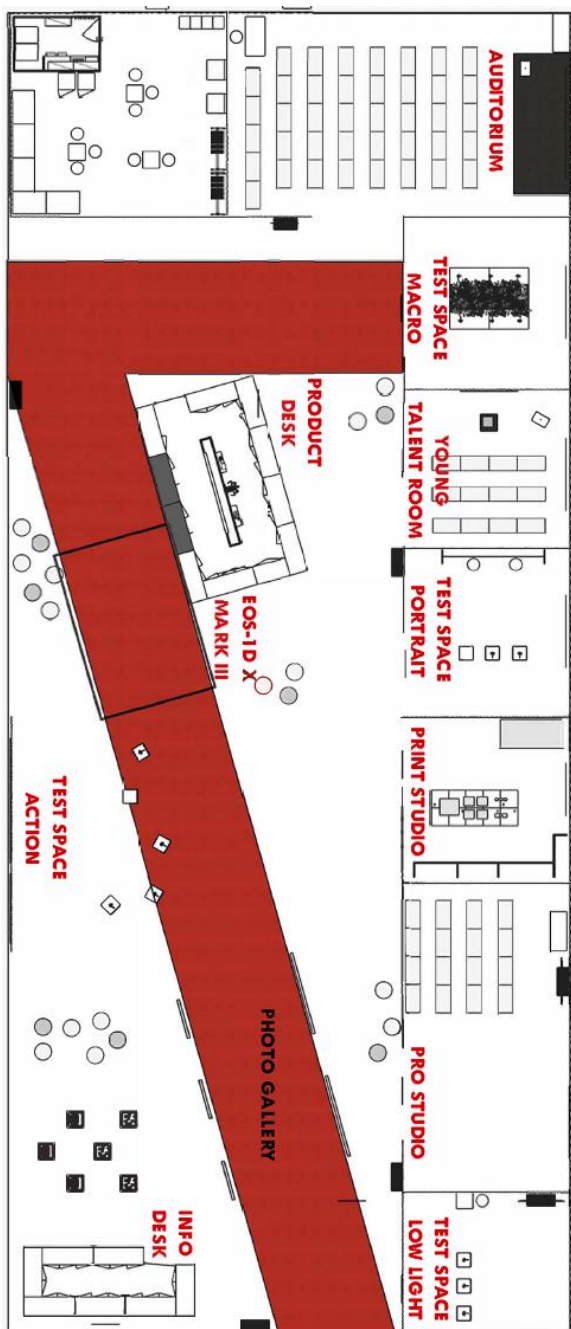 AUDITORIUM
TEST SPACE
MACRO
PRODUCT
DESK
YOUNG
TALENT ROOM
EOS-1D X
MARK III
TEST SPACE
PORTRAIT
PRINT STUDIO
TEST SPACE
ACTION
PHOTO GALLERY
PRO STUDIO
INFO
DESK
TEST SPACE
LOW LIGHT